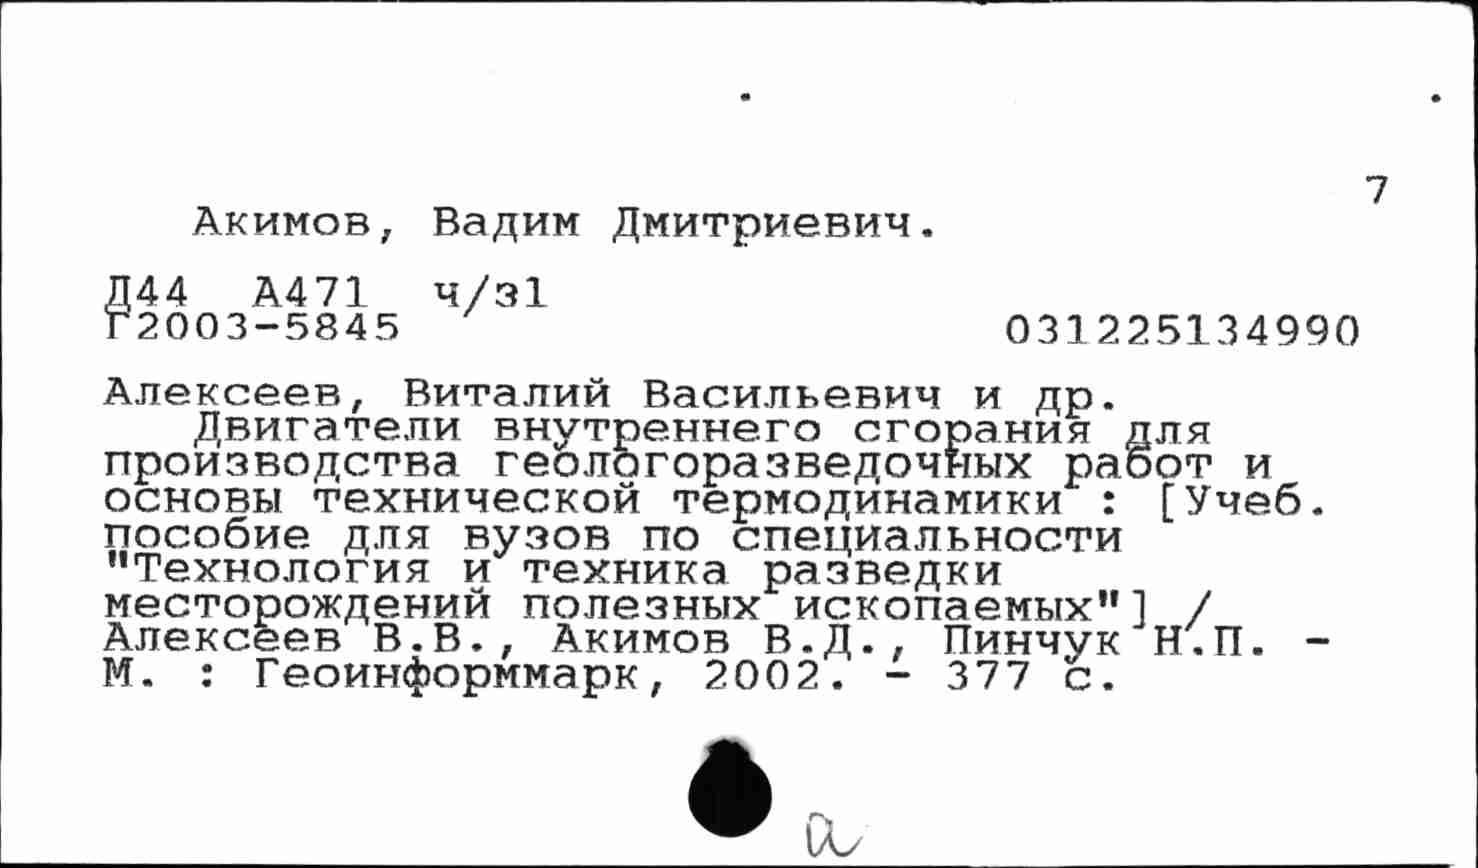 7
Акимов, Вадим Дмитриевич.
Д44 А471 ч/з1
Г2003-5845 031225134990
Алексеев, Виталий Васильевич и др.
Двигатели внутреннего сгорания для
производства геологоразведочных работ и
основы технической термодинамики : [Учеб.
пособие для вузов по специальности
"Технология и техника разведки
месторождений полезных ископаемых"] /
Алексеев В.В., Акимов В.Д., Пинчук Н.П. -
М. : Геоинформмарк, 2002. - 377 с.
а